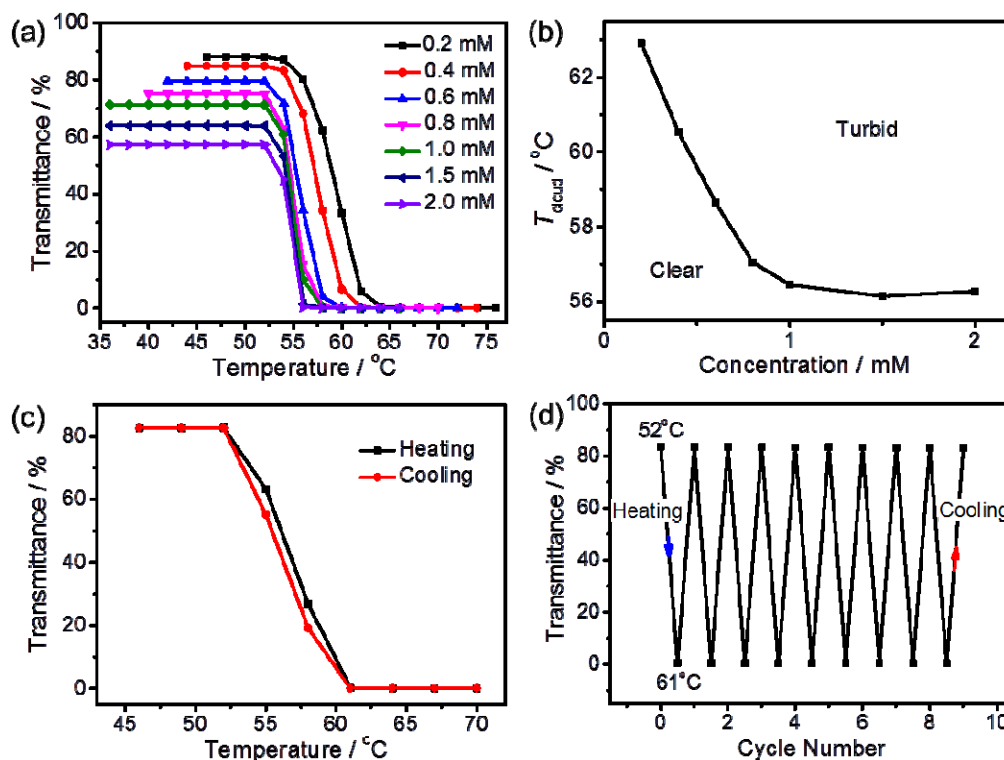 (a)
100
80
60
40
20
0
Transmittance / %
0.2 mM
0.4 mM
0.6 mM
0.8 mM
1.0 mM
1.5 mM
2.0 mM
35 40 45 50 55 60 65 70 75
Temperature / °C
(b)
62
60
58
56
T cloud / °C
Turbid
Clear
0 1 2
Concentration / mM
(c)
80
60
40
20
0
Transmittance / %
Heating
Cooling
45 50 55 60 65 70
Temperature / °C
(d)
100
80
60
40
20
0
Transmittance / %
52°C
Heating
Cooling
61°C
0 2 4 6 8 10
Cycle Number